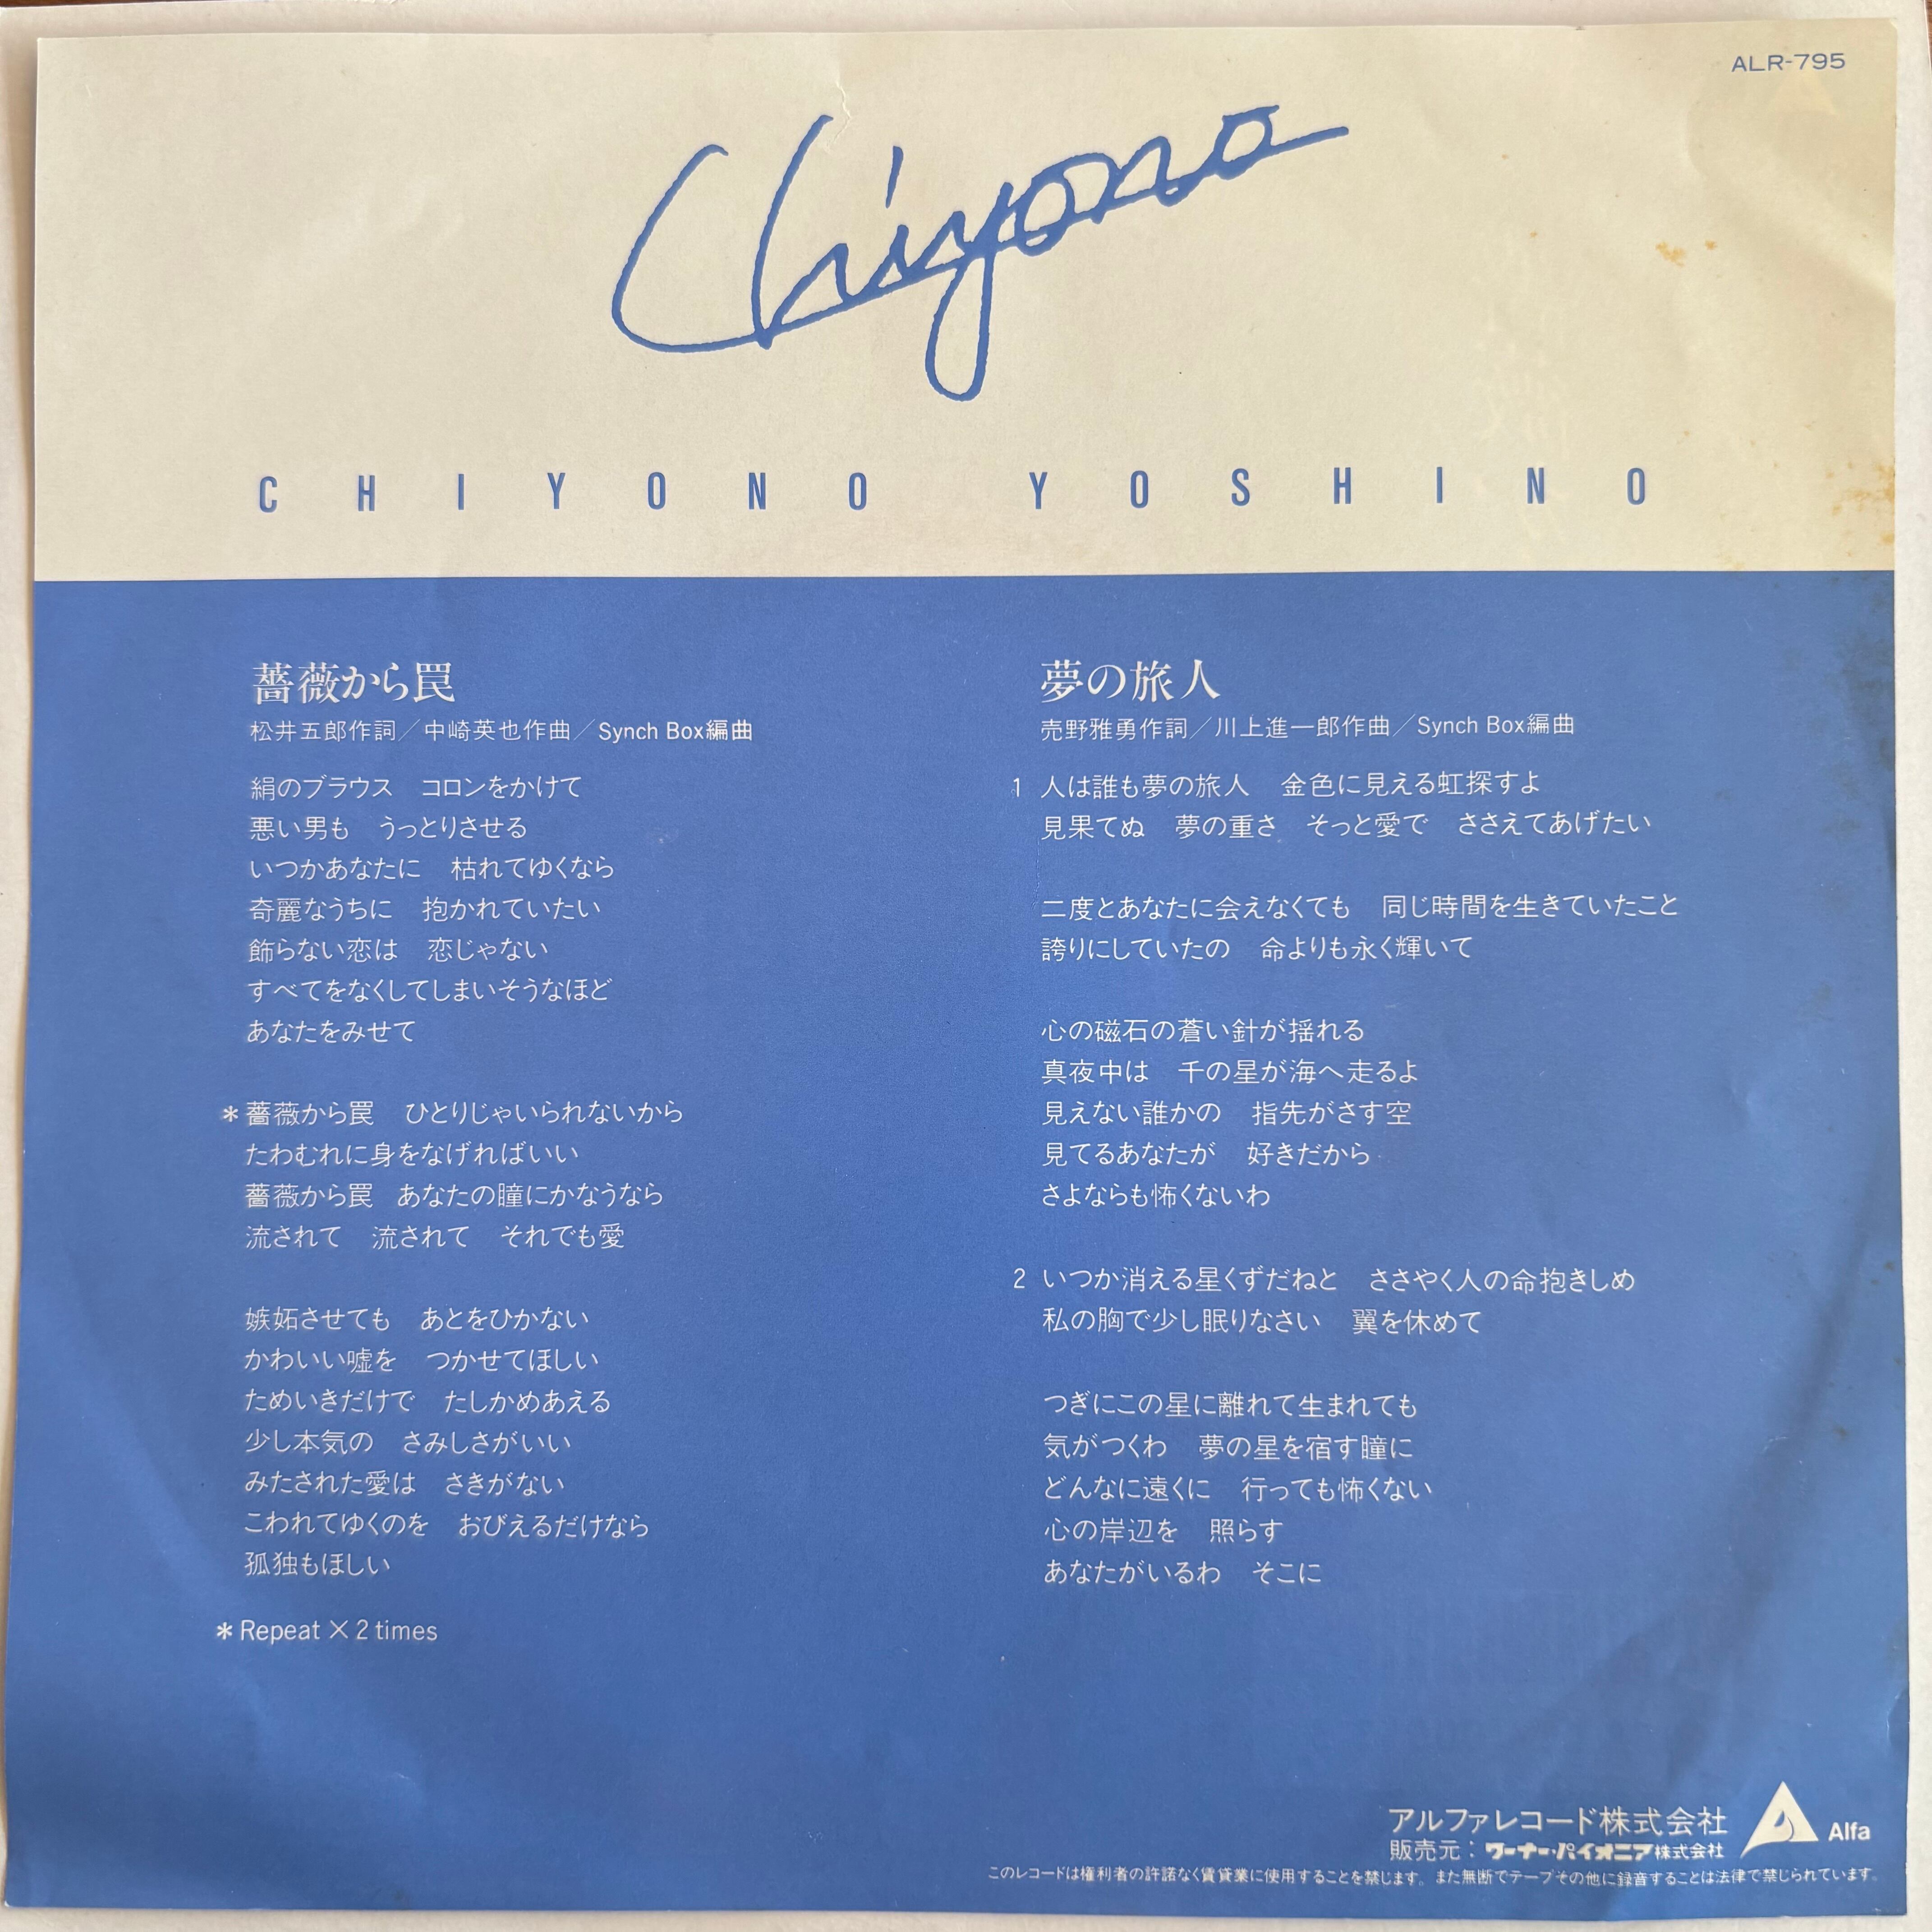 ALR-795
Chiyono
CHIYONO YOSHINO
薔薇から罠
松井五郎作詞／中崎英也作曲／Synch Box編曲
絹のブラウス　コロンをかけて
悪い男も　うっとりさせる
いつかあなたに　枯れてゆくなら
奇麗なうちに　抱かれていたい
飾らない恋は　恋じゃない
すべてをなくしてしまいそうなほど
あなたをみせて
＊薔薇から罠　ひとりじゃいられないから
たわむれに身をなげればいい
薔薇から罠　あなたの瞳にかなうなら
流されて　流されて　それでも愛
嫉妬させても　あとをひかない
かわいい嘘を　つかせてほしい
ためいきだけで　たしかめあえる
少し本気の　さみしさがいい
みたされた愛は　さきがない
こわれてゆくのを　おびえるだけなら
孤独もほしい
＊Repeat×2times
夢の旅人
売野雅勇作詞／川上進一郎作曲／Synch Box編曲
1 人は誰も夢の旅人　金色に見える虹探すよ
見果てぬ　夢の重さ　そっと愛で　ささえてあげたい
二度とあなたに会えなくても　同じ時間を生きていたこと
誇りにしていたの　命よりも永く輝いて
心の磁石の蒼い針が揺れる
真夜中は　千の星が海へ走るよ
見えない誰かの　指先がさす空
見てるあなたが　好きだから
さよならも怖くないわ
2 いつか消える星くずだねと　ささやく人の命抱きしめ
私の胸で少し眠りなさい　翼を休めて
つぎにこの星に離れて生まれても
気がつくわ　夢の星を宿す瞳に
どんなに遠くに　行っても怖くない
心の岸辺を　照らす
あなたがいるわ　そこに
アルファレコード株式会社
Alfa
販売元：ワーナー・パイオニア株式会社
このレコードは権利者の許諾なく賃貸業に使用することを禁じます。また無断でテープその他に録音することは法律で禁じられています。